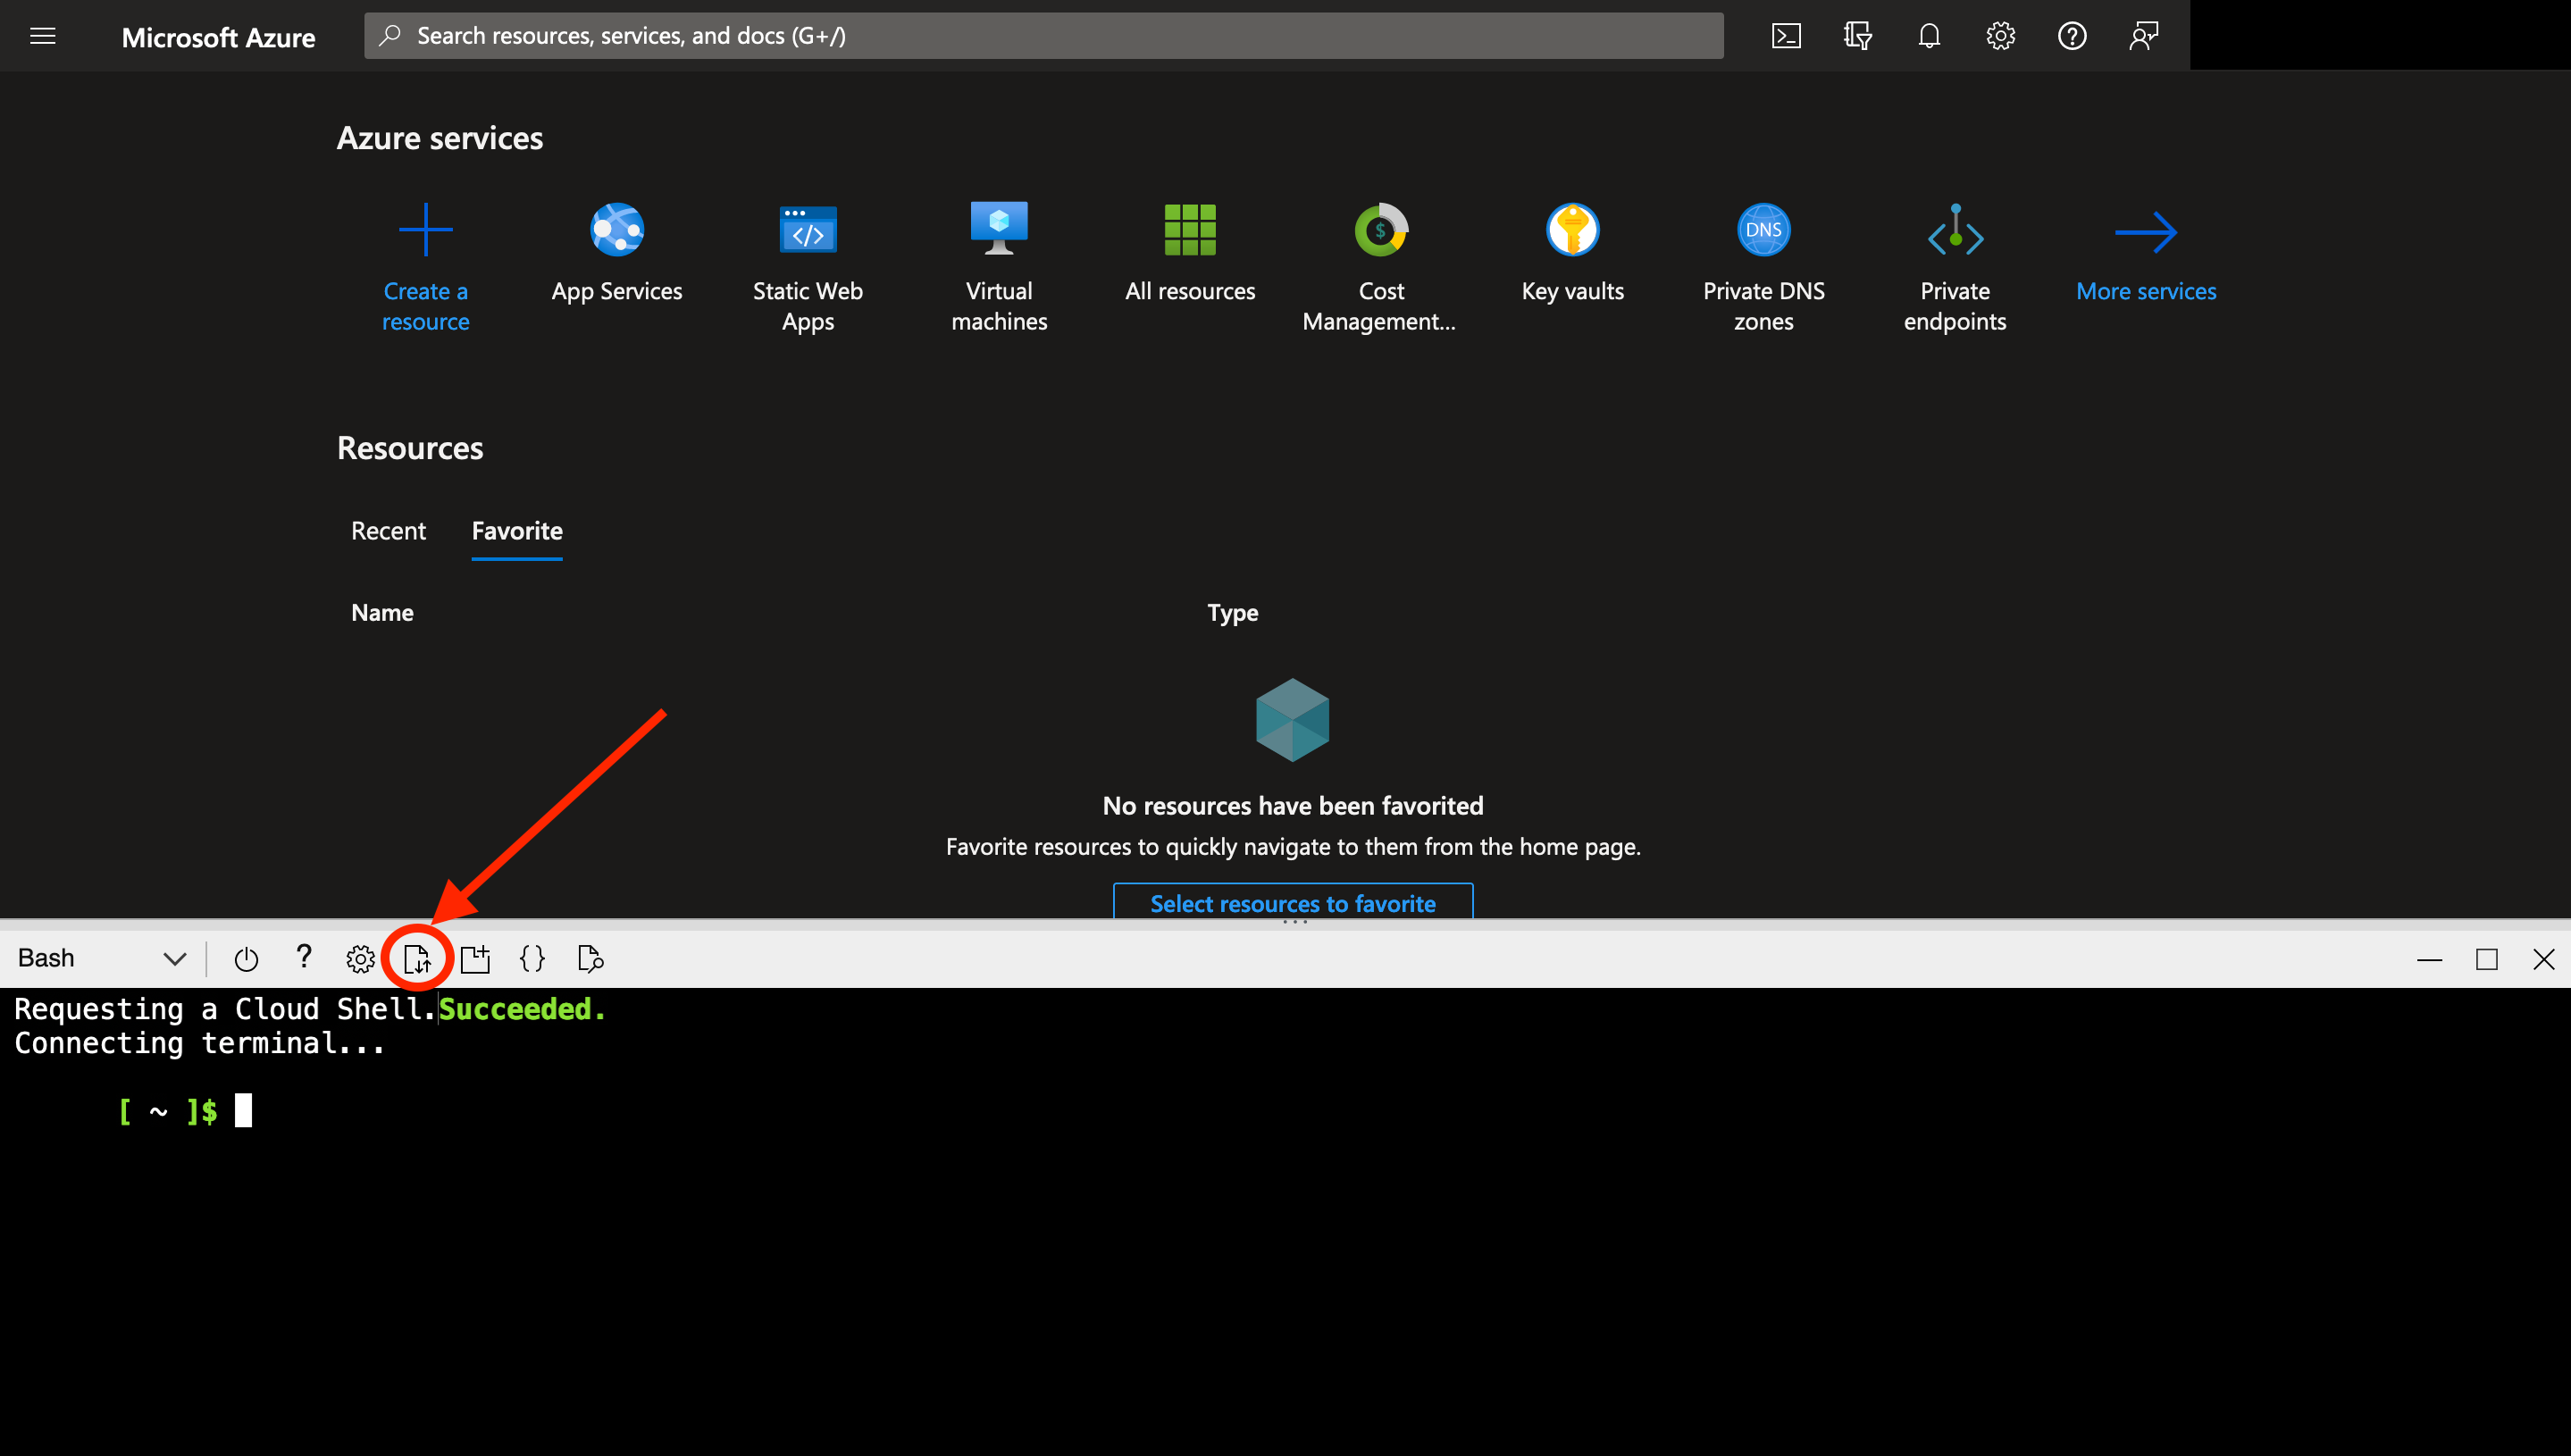 Microsoft Azure
Search resources, services, and docs (G+/)
Azure services
Create a resource
App Services
Static Web Apps
Virtual machines
All resources
Cost Management...
$
Key vaults
DNS
Private DNS zones
Private endpoints
More services
Resources
Recent Favorite
Name Type
No resources have been favorited
Favorite resources to quickly navigate to them from the home page.
Select resources to favorite
Bash
Requesting a Cloud Shell.Succeeded.
Connecting terminal...
[ ~ ]$